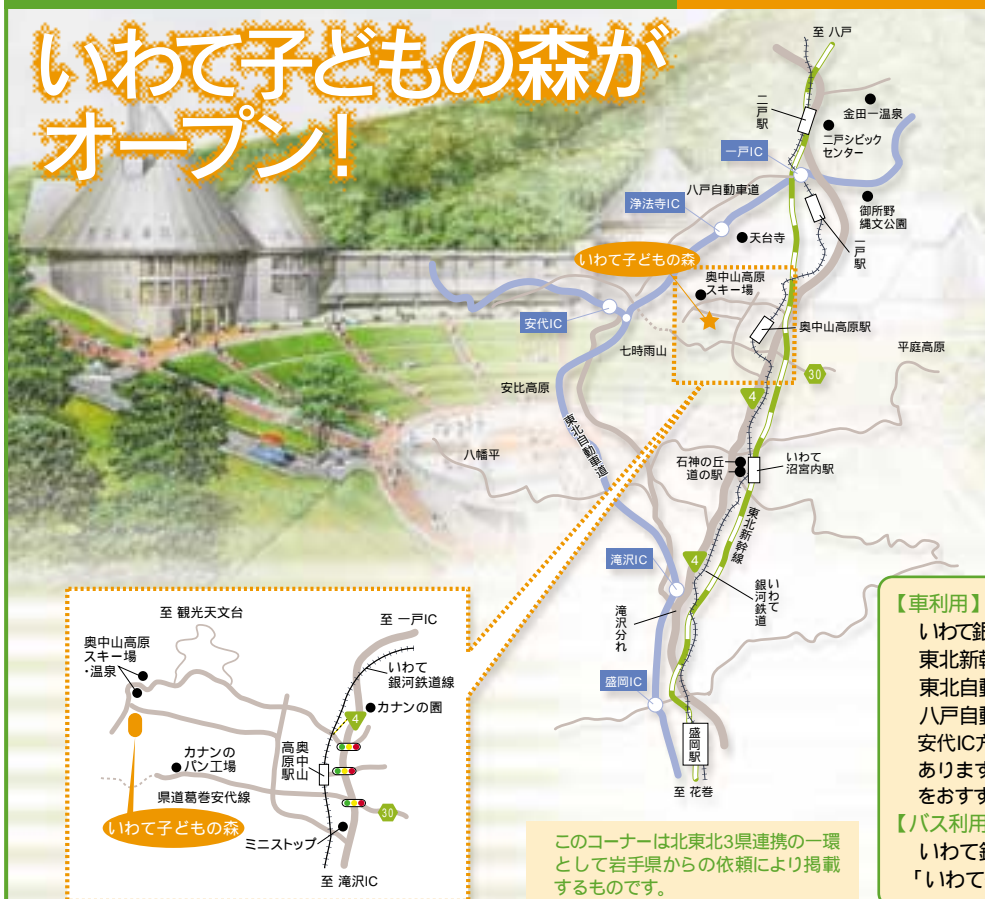 いわて子どもの森が
オープン!
至 八戸
二戸駅
金田一温泉
二戸シビック
センター
一戸IC
八戸自動車道
浄法寺IC
御所野
縄文公園
天台寺
一戸駅
いわて子どもの森
奥中山高原
スキー場
安代IC
奥中山高原駅
七時雨山
平庭高原
30
安比高原
4
東北自動車道
八幡平
石神の丘
道の駅
いわて
沼宮内駅
東北新幹線
滝沢IC
4
いわて
銀河鉄道
滝沢分れ
盛岡IC
盛岡駅
至 花巻
至 観光天文台
至 一戸IC
奥中山高原
スキー場
・温泉
いわて
銀河鉄道線
カナンの園
4
カナンの
パン工場
奥中山
高原駅
県道葛巻安代線
30
いわて子どもの森
ミニストップ
至 滝沢IC
このコーナーは北東北3県連携の一環
として岩手県からの依頼により掲載
するものです。
【車利用】
いわて銀
東北新幹
東北自動
八戸自動
安代IC方
あります
をおすす
【バス利用
いわて銀
「いわて